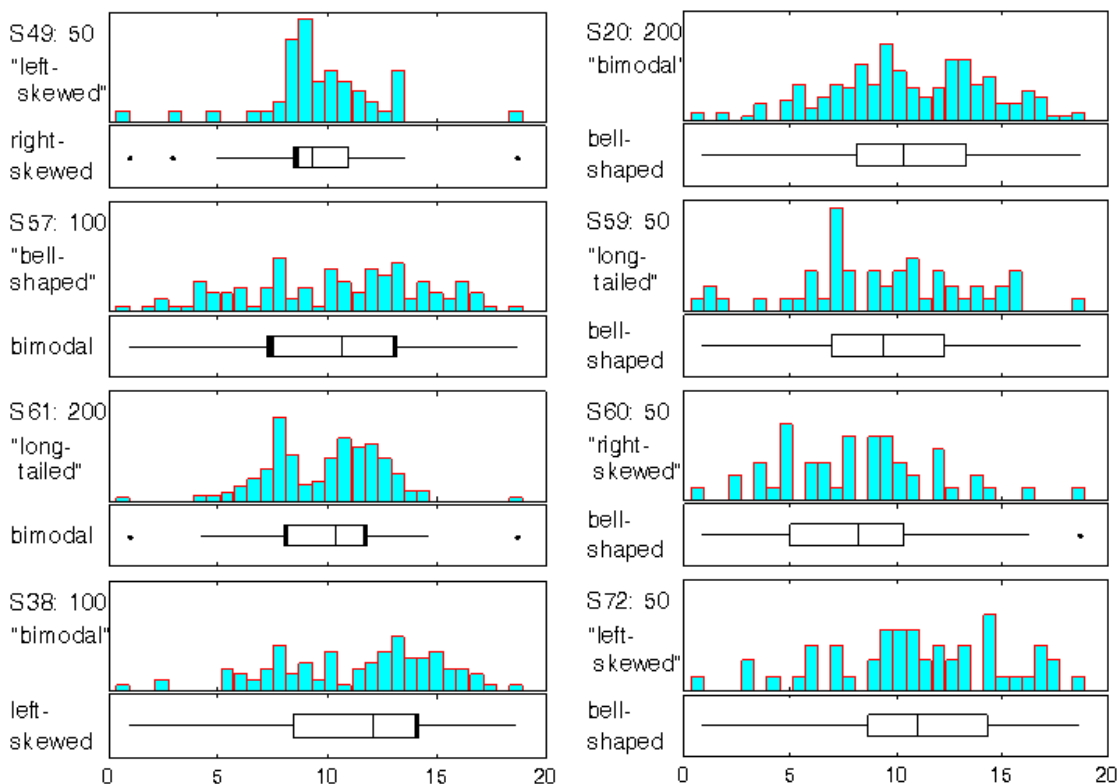 S49: 50
"left-
skewed"
right-
skewed
S57: 100
"bell-
shaped"
bimodal
S61: 200
"long-
tailed"
bimodal
S38: 100
"bimodal"
left-
skewed
0 5 10 15 20
S20: 200
"bimodal"
bell-
shaped
S59: 50
"long-
tailed"
bell-
shaped
S60: 50
"right-
skewed"
bell-
shaped
S72: 50
"left-
skewed"
bell-
shaped
0 5 10 15 20